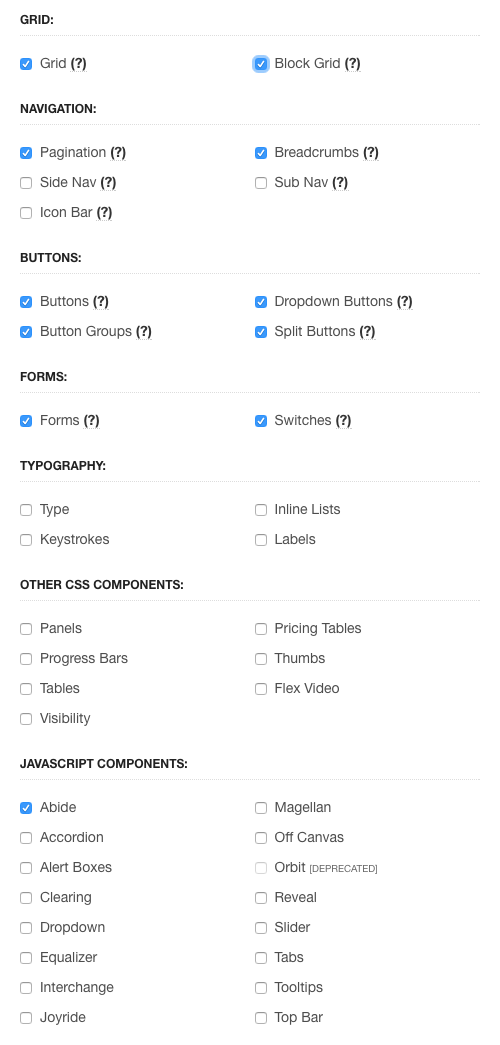 GRID:
Grid (?) Block Grid (?)
NAVIGATION:
Pagination (?) Breadcrumbs (?)
Side Nav (?) Sub Nav (?)
Icon Bar (?)
BUTTONS:
Buttons (?) Dropdown Buttons (?)
Button Groups (?) Split Buttons (?)
FORMS:
Forms (?) Switches (?)
TYPOGRAPHY:
Type Inline Lists
Keystrokes Labels
OTHER CSS COMPONENTS:
Panels Pricing Tables
Progress Bars Thumbs
Tables Flex Video
Visibility
JAVASCRIPT COMPONENTS:
Abide Magellan
Accordion Off Canvas
Alert Boxes Orbit [DEPRECATED]
Clearing Reveal
Dropdown Slider
Equalizer Tabs
Interchange Tooltips
Joyride Top Bar